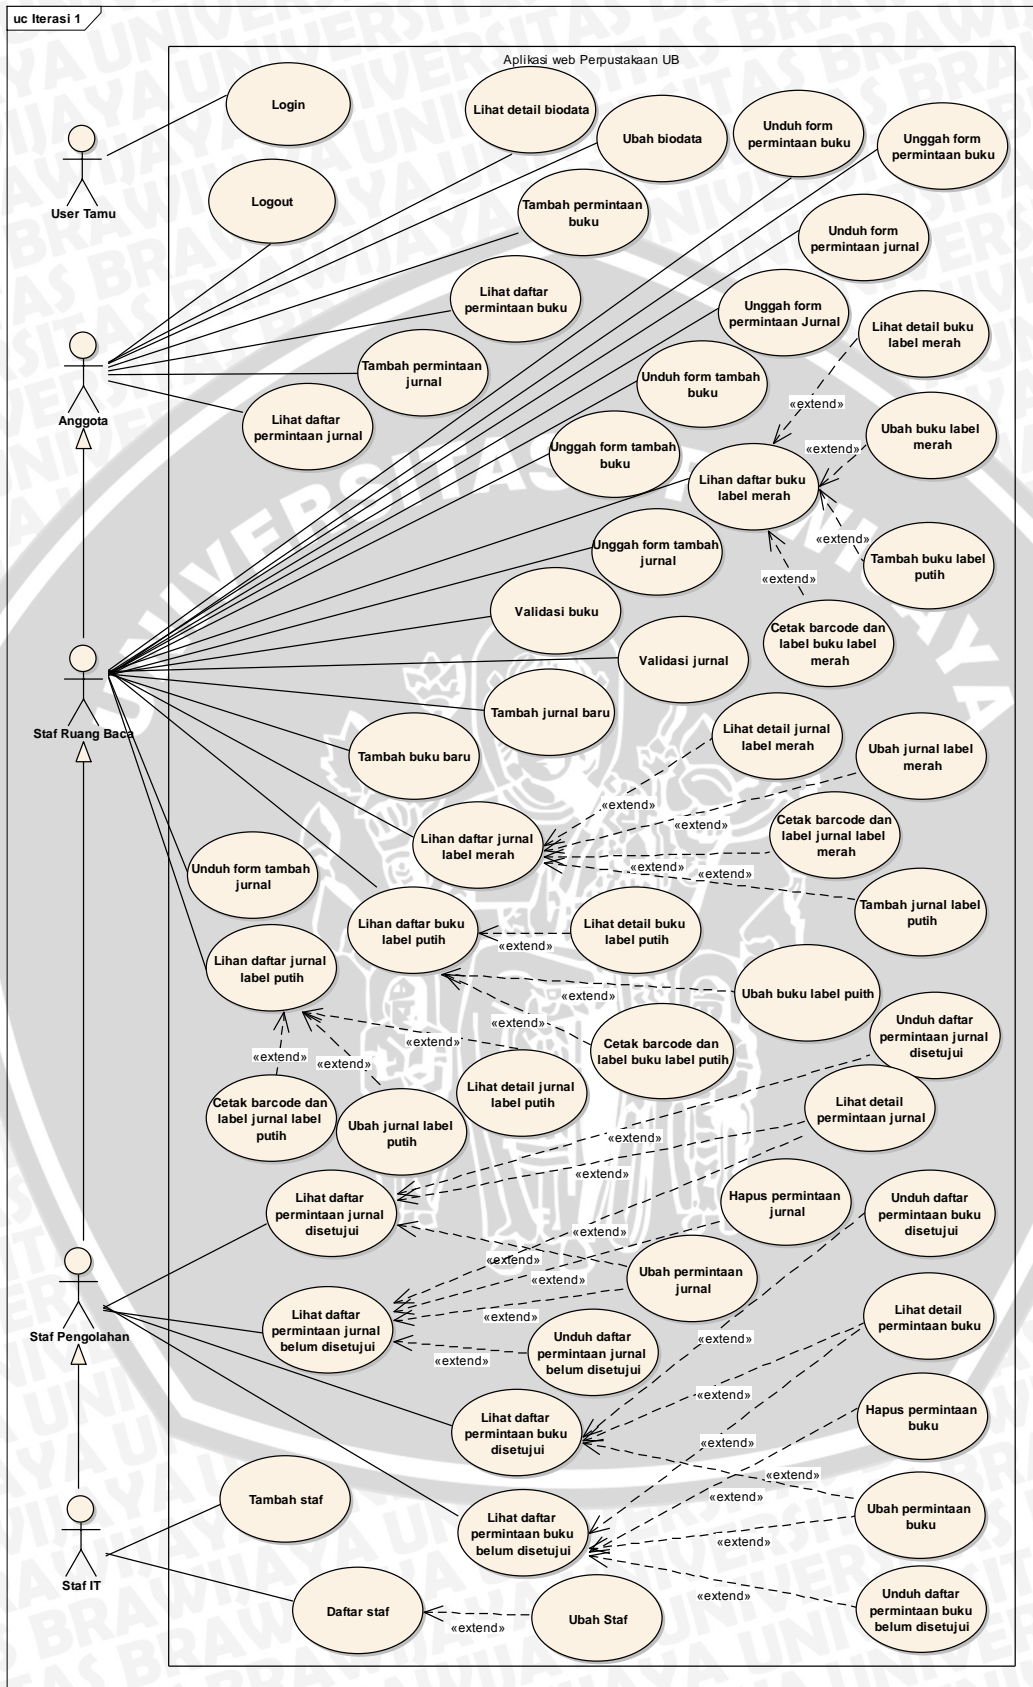 uc Iterasi 1
Aplikasi web Perpustakaan UB
Login
Lihat detail biodata
Ubah biodata
Unduh form
permintaan buku
Unggah form
permintaan buku
User Tamu
Logout
Tambah permintaan
buku
Unduh form
permintaan jurnal
Lihat daftar
permintaan buku
Unggah form
permintaan Jurnal
Lihat detail buku
label merah
Anggota
Tambah permintaan
jurnal
Unduh form tambah
buku
«extend»
Lihat daftar
permintaan jurnal
Ubah buku label
merah
«extend»
Unggah form tambah
buku
Lihan daftar buku
label merah
«extend»
Tambah buku label
putih
Unggah form tambah
jurnal
«extend»
Validasi buku
Cetak barcode dan
label buku label
merah
Validasi jurnal
Staf Ruang Baca
Tambah jurnal baru
Lihat detail jurnal
label merah
Tambah buku baru
Ubah jurnal label
merah
«extend»
«extend»
Cetak barcode dan
label jurnal label
merah
Lihan daftar jurnal
label merah
«extend»
«extend»
Unduh form tambah
jurnal
Tambah jurnal label
putih
Lihan daftar buku
label putih
Lihat detail buku
label putih
«extend»
Lihan daftar jurnal
label putih
Ubah buku label puith
«extend»
«extend»
Cetak barcode dan
label buku label putih
Unduh daftar
permintaan jurnal
disetujui
«extend»
«extend»
«extend»
Cetak barcode dan
label jurnal label
putih
Ubah jurnal label
putih
Lihat detail jurnal
label putih
Lihat detail
permintaan jurnal
«extend»
«extend»
Lihat daftar
permintaan jurnal
disetujui
Hapus permintaan
jurnal
Unduh daftar
permintaan buku
disetujui
«extend»
«extend»
«extend»
Ubah permintaan
jurnal
Staf Pengolahan
Lihat daftar
permintaan jurnal
belum disetujui
«extend»
Lihat detail
permintaan buku
«extend»
Unduh daftar
permintaan jurnal
belum disetujui
«extend»
«extend»
Lihat daftar
permintaan buku
disetujui
Hapus permintaan
buku
«extend»
«extend»
«extend»
Tambah staf
Ubah permintaan
buku
Lihat daftar
permintaan buku
belum disetujui
«extend»
Staf IT
«extend»
Unduh daftar
permintaan buku
belum disetujui
Daftar staf
«extend»
Ubah Staf
UNIVERSITAS BRAWIJAYA